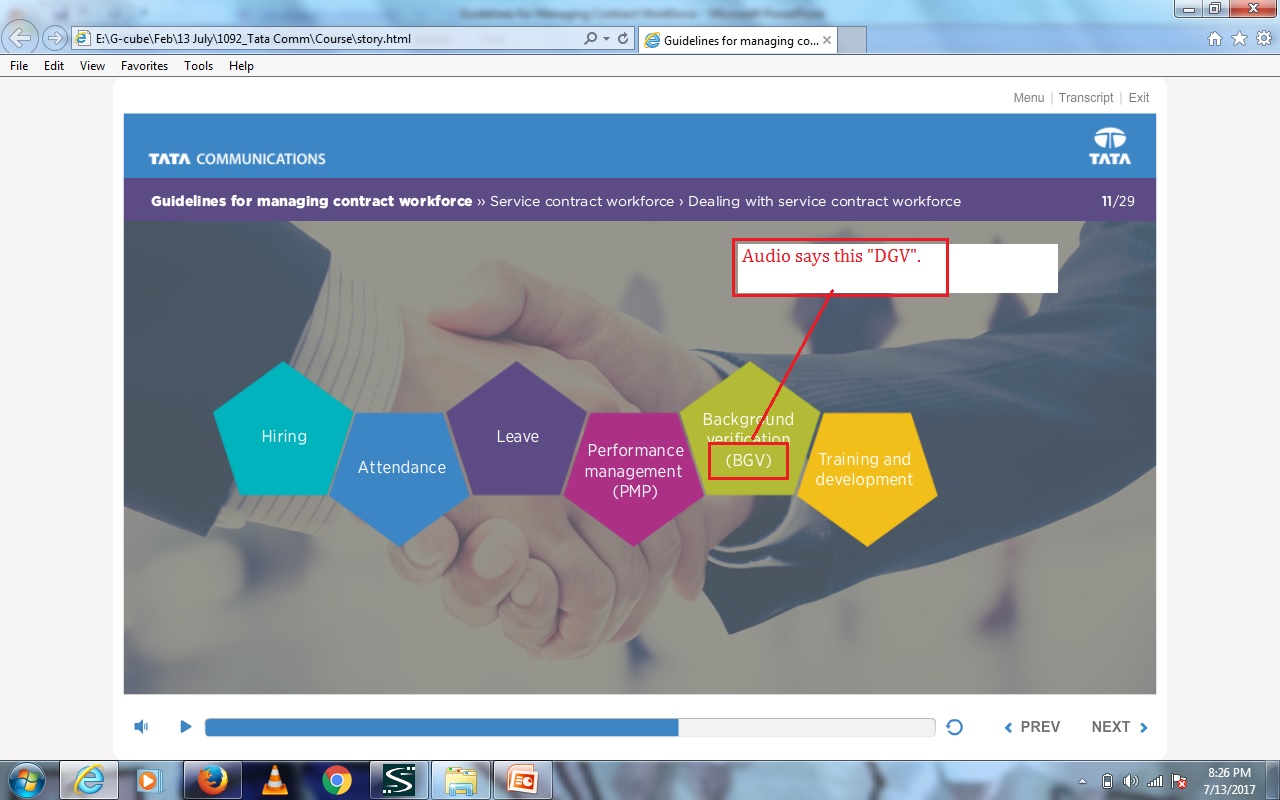 Guidelines for Managing Contract Workforce - Microsoft PowerPoint
E:\G-cube\Feb\13 July\1092_Tata Comm\Course\story.html
Guidelines for managing co...
File Edit View Favorites Tools Help
Menu | Transcript | Exit
TATA COMMUNICATIONS
TATA
Guidelines for managing contract workforce ›› Service contract workforce › Dealing with service contract workforce
11/29
Audio says this "DGV".
Hiring
Attendance
Leave
Performance
management
(PMP)
Background
verification
(BGV)
Training and
development
PREV
NEXT
8:26 PM
7/13/2017